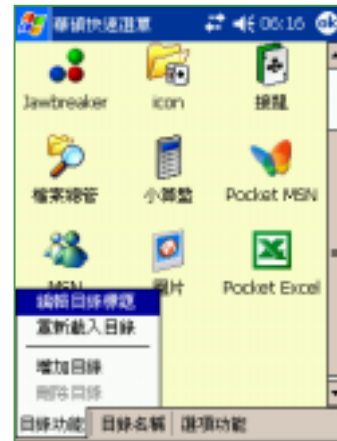 華碩快速選單 06:16 ok
Jawbreaker icon 接龍
檔案總管 小算盤 Pocket MSN
MSN 圖片 Pocket Excel
編輯目錄標題
重新載入目錄
增加目錄
刪除目錄
目錄功能 目錄名稱 選項功能